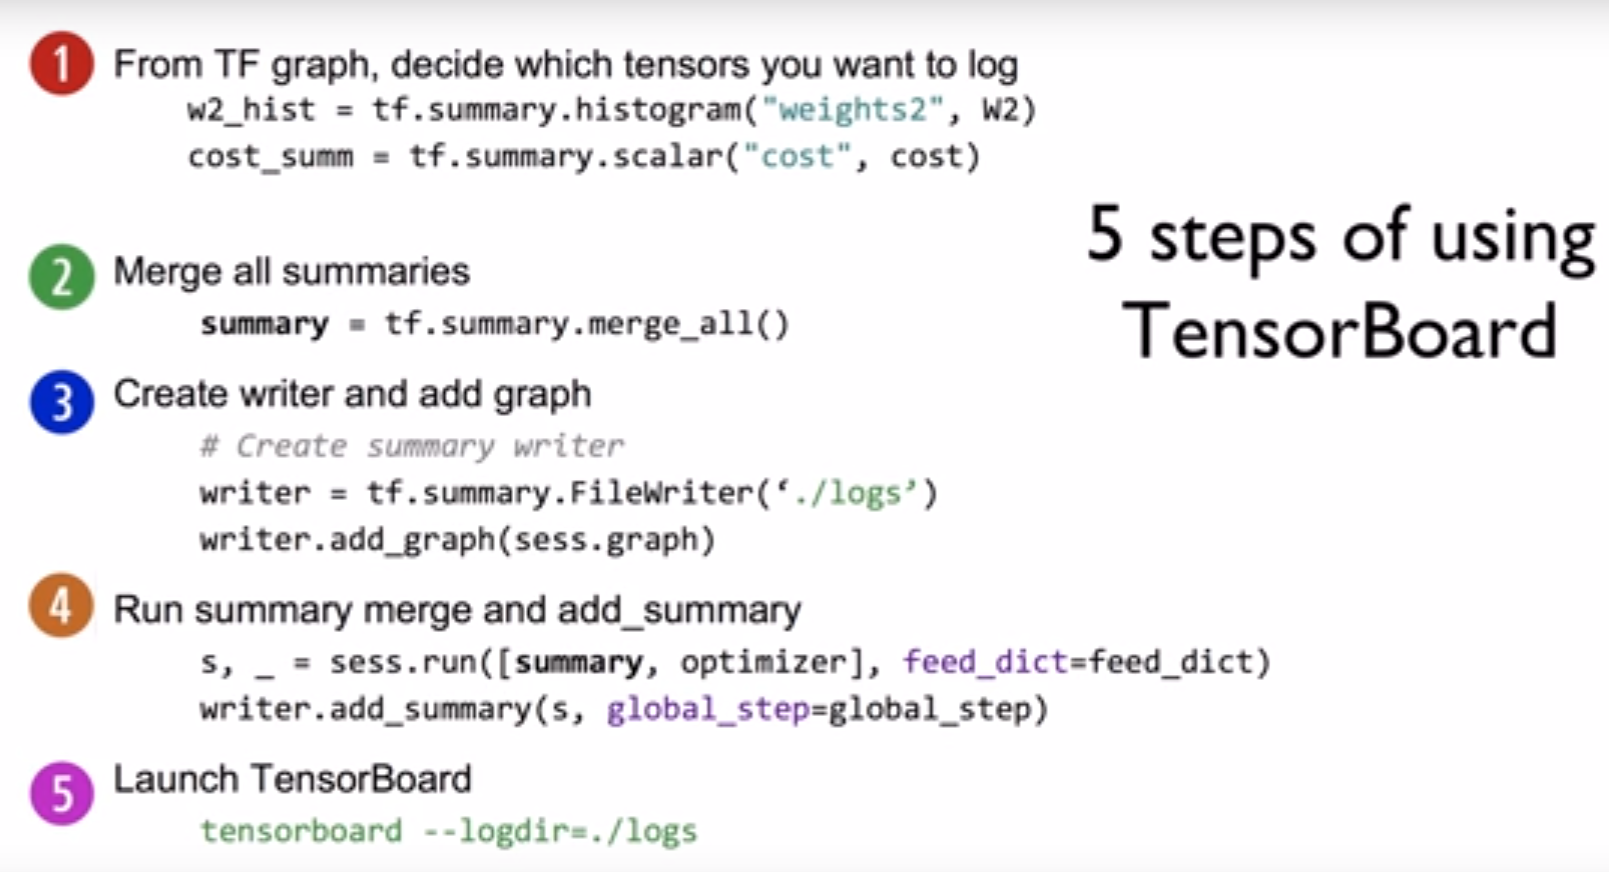 1 From TF graph, decide which tensors you want to log
w2_hist = tf.summary.histogram("weights2", W2)
cost_summ = tf.summary.scalar("cost", cost)
5 steps of using
TensorBoard
2 Merge all summaries
summary = tf.summary.merge_all()
3 Create writer and add graph
# Create summary writer
writer = tf.summary.FileWriter(‘./logs’)
writer.add_graph(sess.graph)
4 Run summary merge and add_summary
s, _ = sess.run([summary, optimizer], feed_dict=feed_dict)
writer.add_summary(s, global_step=global_step)
5 Launch TensorBoard
tensorboard --logdir=./logs